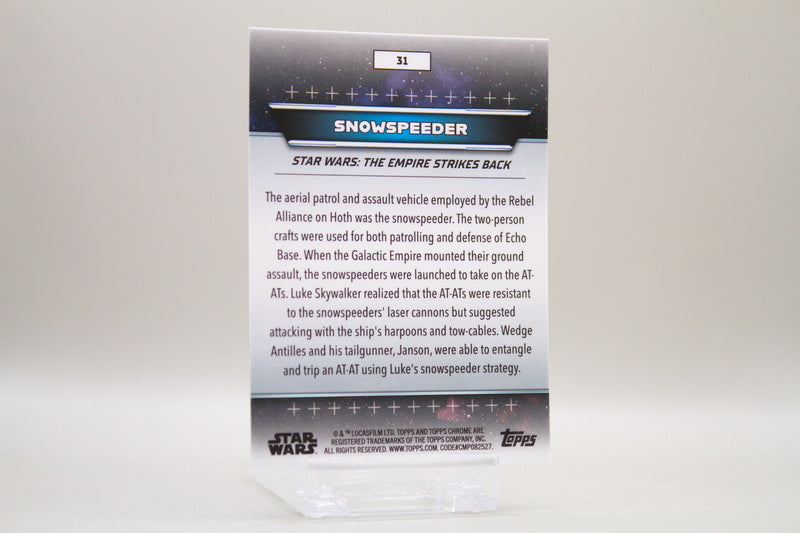 31
SNOWSPEEDER
STAR WARS: THE EMPIRE STRIKES BACK
The aerial patrol and assault vehicle employed by the Rebel
Alliance on Hoth was the snowspeeder. The two-person
crafts were used for both patrolling and defense of Echo
Base. When the Galactic Empire mounted their ground
assault, the snowspeeders were launched to take on the AT-
ATs. Luke Skywalker realized that the AT-ATs were resistant
to the snowspeeders' laser cannons but suggested
attacking with the ship's harpoons and tow-cables. Wedge
Antilles and his tailgunner, Janson, were able to entangle
and trip an AT-AT using Luke's snowspeeder strategy.
STAR
WARS
© & ™ LUCASFILM LTD. TOPPS AND TOPPS CHROME ARE
REGISTERED TRADEMARKS OF THE TOPPS COMPANY, INC.
ALL RIGHTS RESERVED. WWW.TOPPS.COM. CODE#CMP082527.
Topps